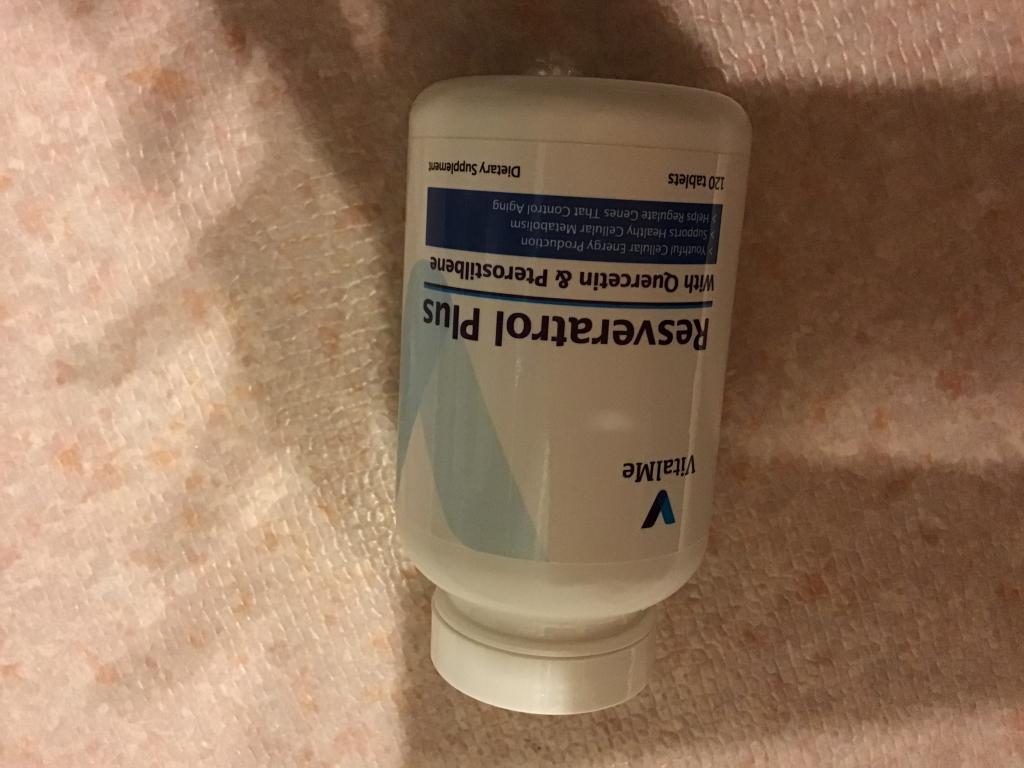 VitalMe
Resveratrol Plus
With Quercetin & Pterostilbene
> Youthful Cellular Energy Production
> Supports Healthy Cellular Metabolism
> Helps Regulate Genes That Control Aging
120 tablets Dietary Supplement